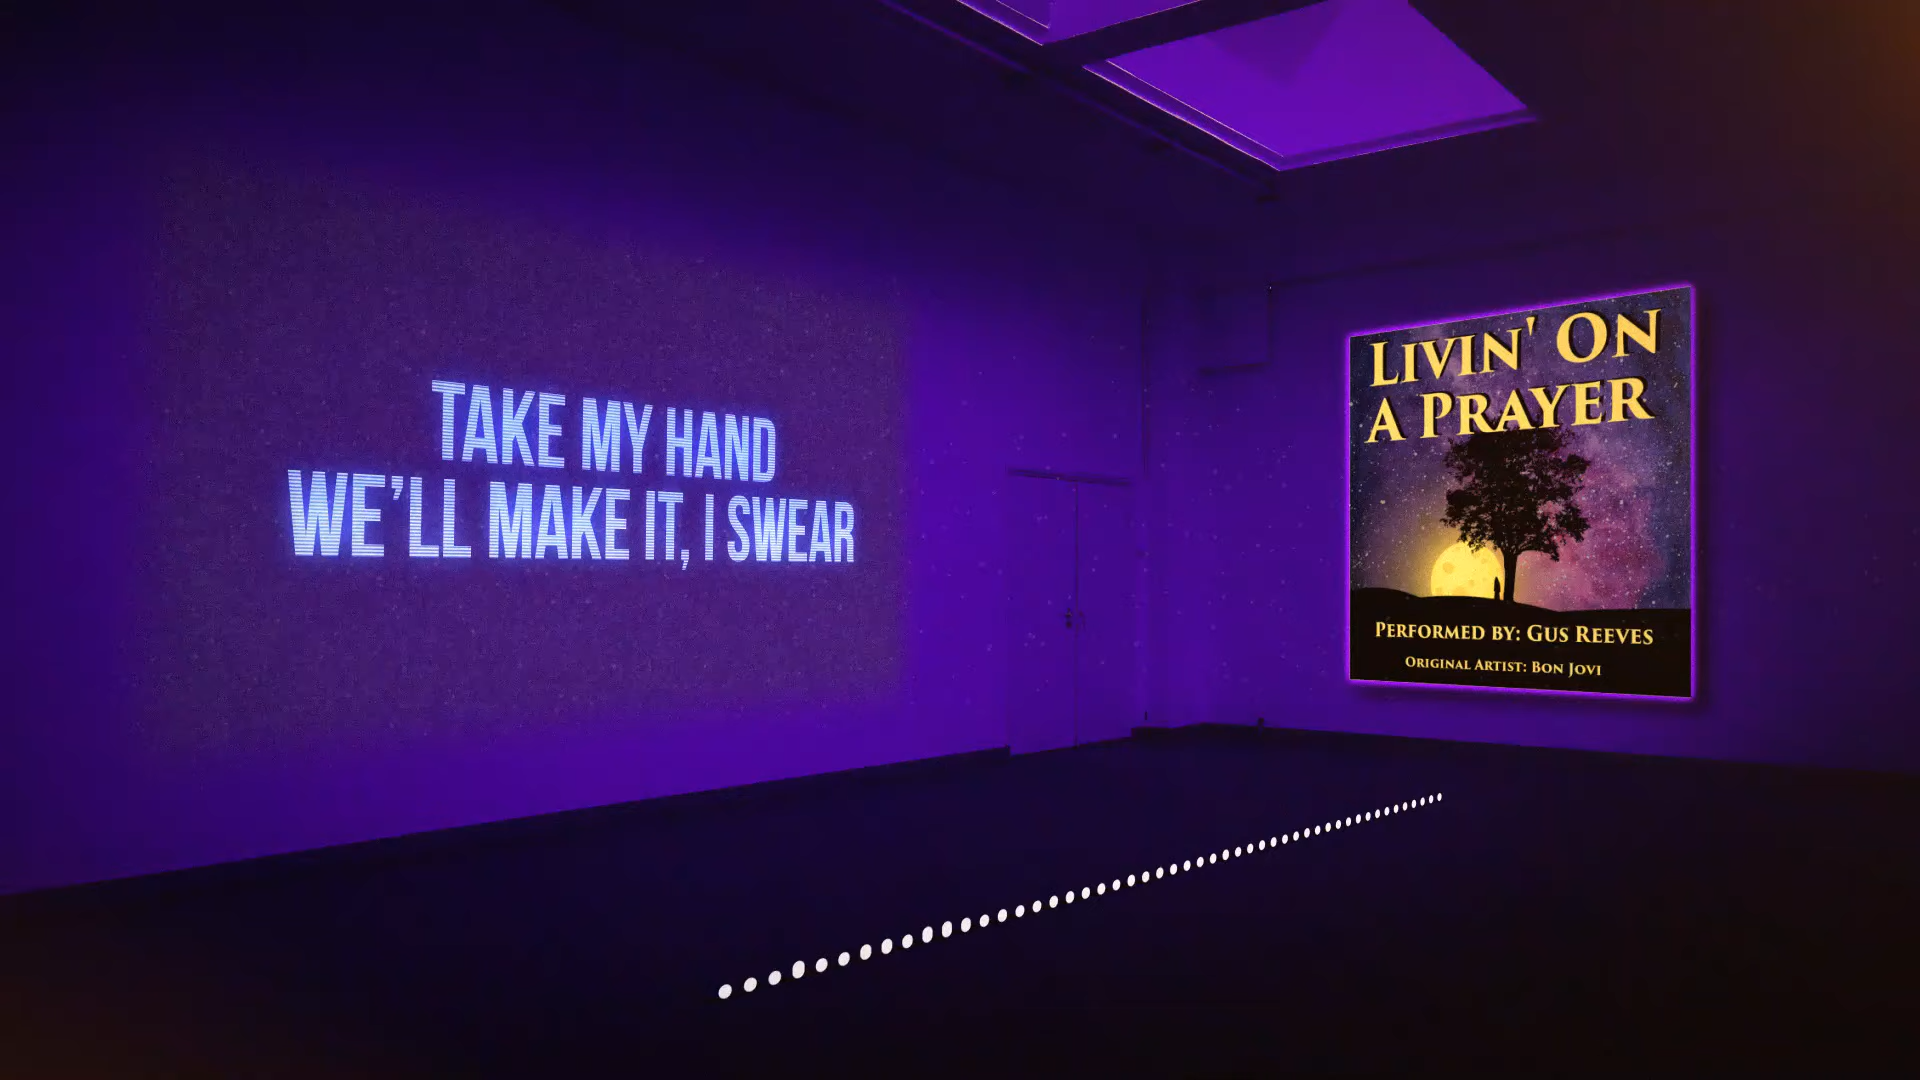 TAKE MY HAND
WE'LL MAKE IT, I SWEAR
LIVIN' ON
A PRAYER
PERFORMED BY: GUS REEVES
ORIGINAL ARTIST: BON JOVI